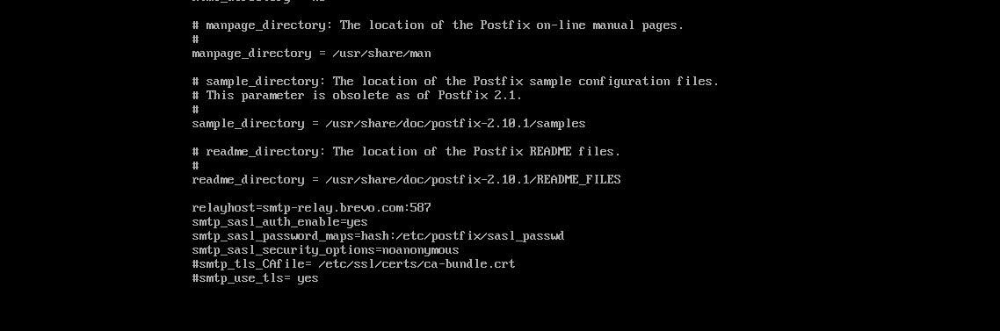 # manpage_directory: The location of the Postfix on-line manual pages.
#
manpage_directory = /usr/share/man
# sample_directory: The location of the Postfix sample configuration files.
# This parameter is obsolete as of Postfix 2.1.
#
sample_directory = /usr/share/doc/postfix-2.10.1/samples
# readme_directory: The location of the Postfix README files.
#
readme_directory = /usr/share/doc/postfix-2.10.1/README_FILES
relayhost=smtp-relay.brevo.com:587
smtp_sasl_auth_enable=yes
smtp_sasl_password_maps=hash:/etc/postfix/sasl_passwd
smtp_sasl_security_options=noanonymous
#smtp_tls_CAfile= /etc/ssl/certs/ca-bundle.crt
#smtp_use_tls= yes